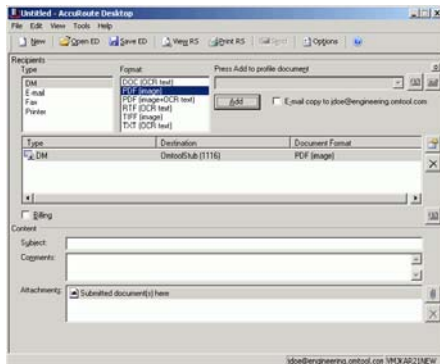 Untitled - AccuRoute Desktop
File Edit View Tools Help
New Open ED Save ED View RS Print RS Send Options
Recipients
Type Format Press Add to profile document
DM
E-mail
Fax
Printer
DOC (OCR text)
PDF (image)
PDF (image+OCR text)
RTF (OCR text)
TIFF (image)
TXT (OCR text)
Add E-mail copy to jdoe@engineering.omtool.com
Type Destination Document Format
DM OmtoolStub (1116) PDF (image)
Billing
Content
Subject:
Comments:
Attachments: Submitted document(s) here
jdoe@engineering.omtool.com VMJKAR21NEW